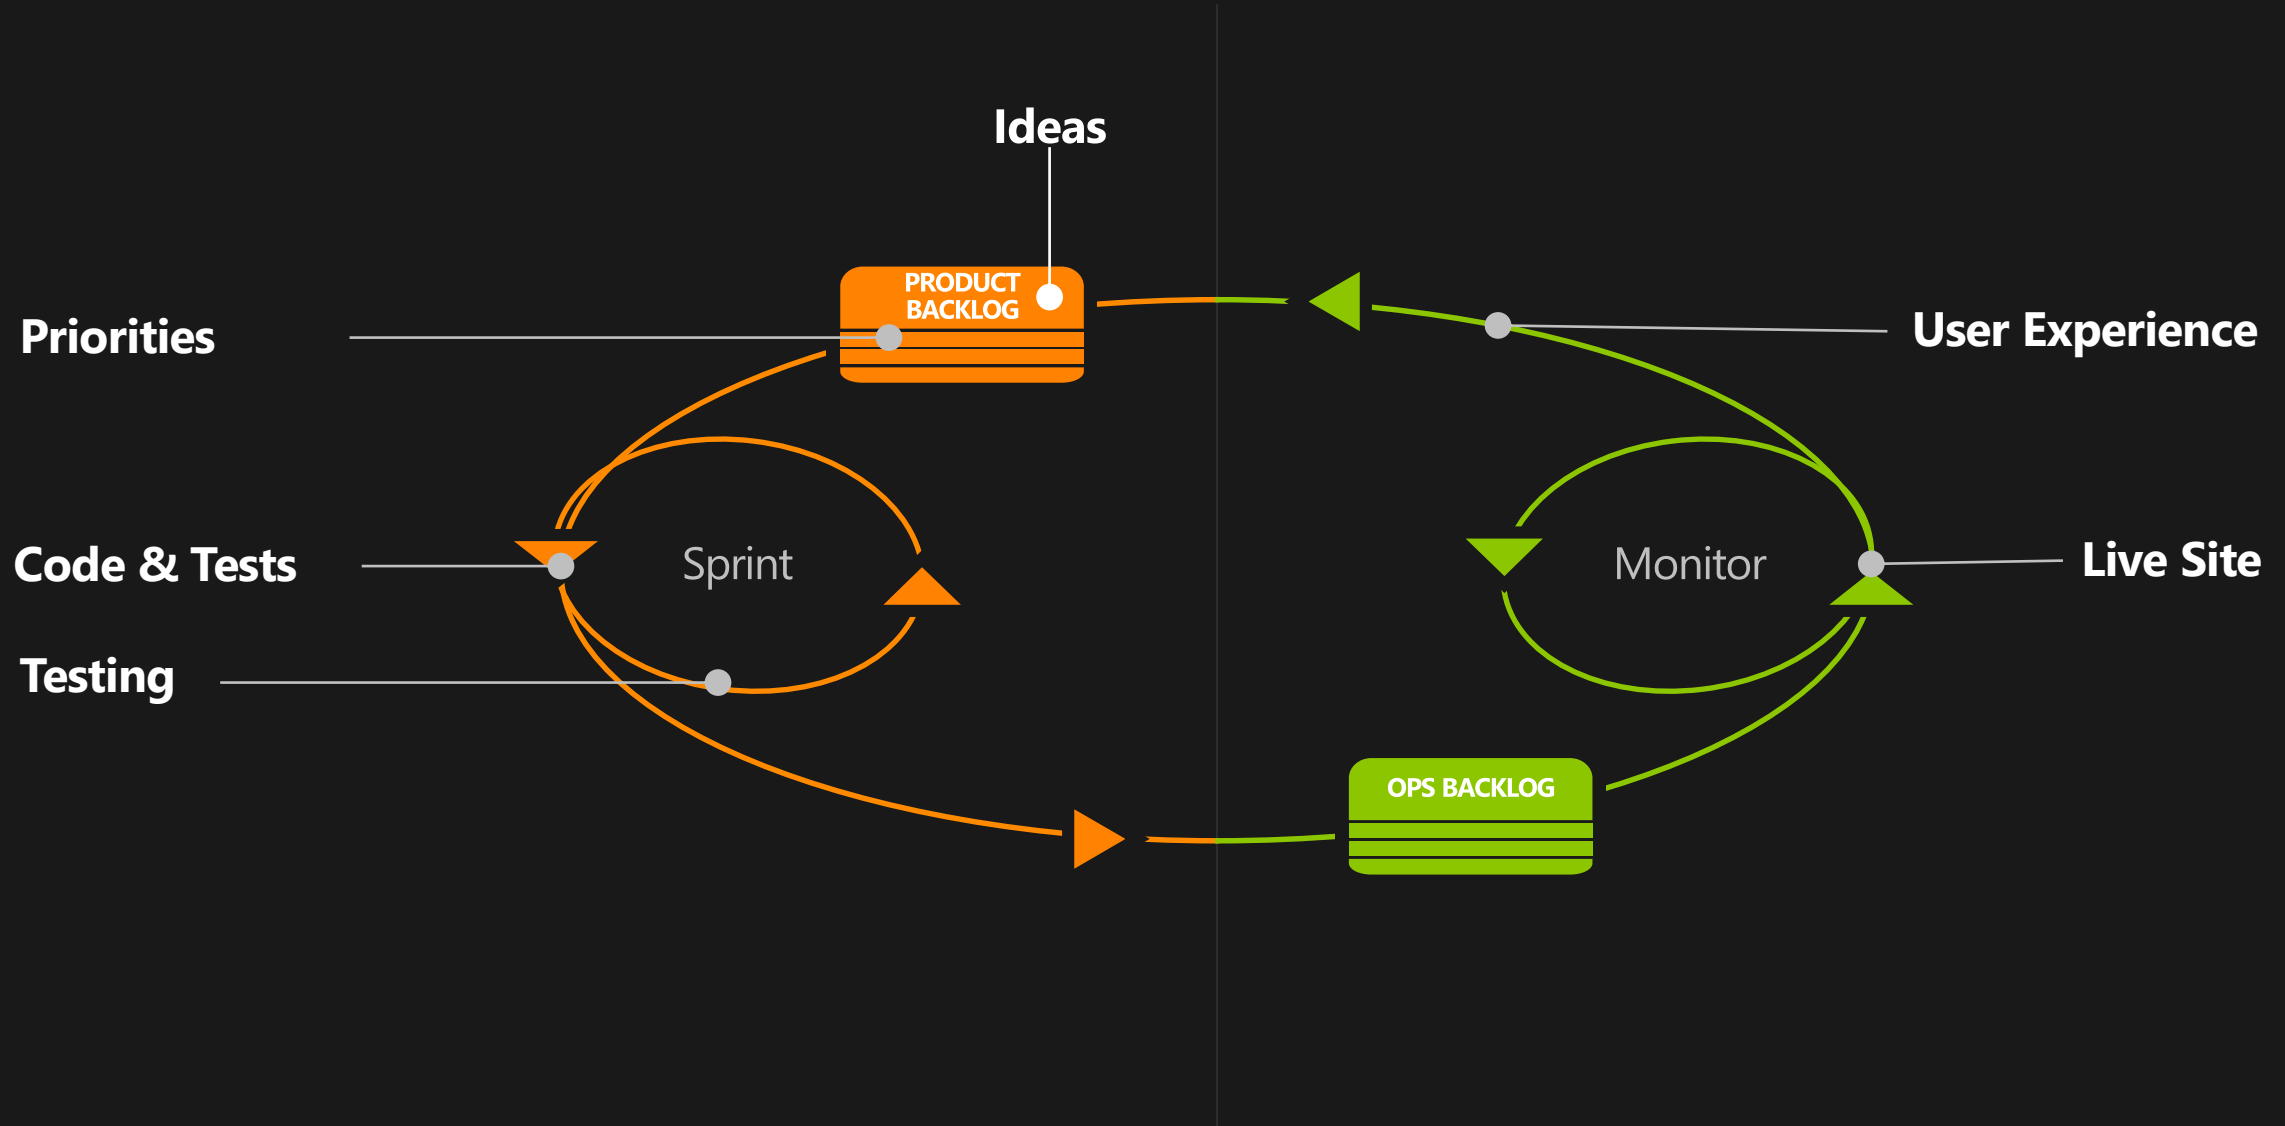 Ideas
PRODUCT
BACKLOG
Priorities
User Experience
Code & Tests
Sprint
Monitor
Live Site
Testing
OPS BACKLOG